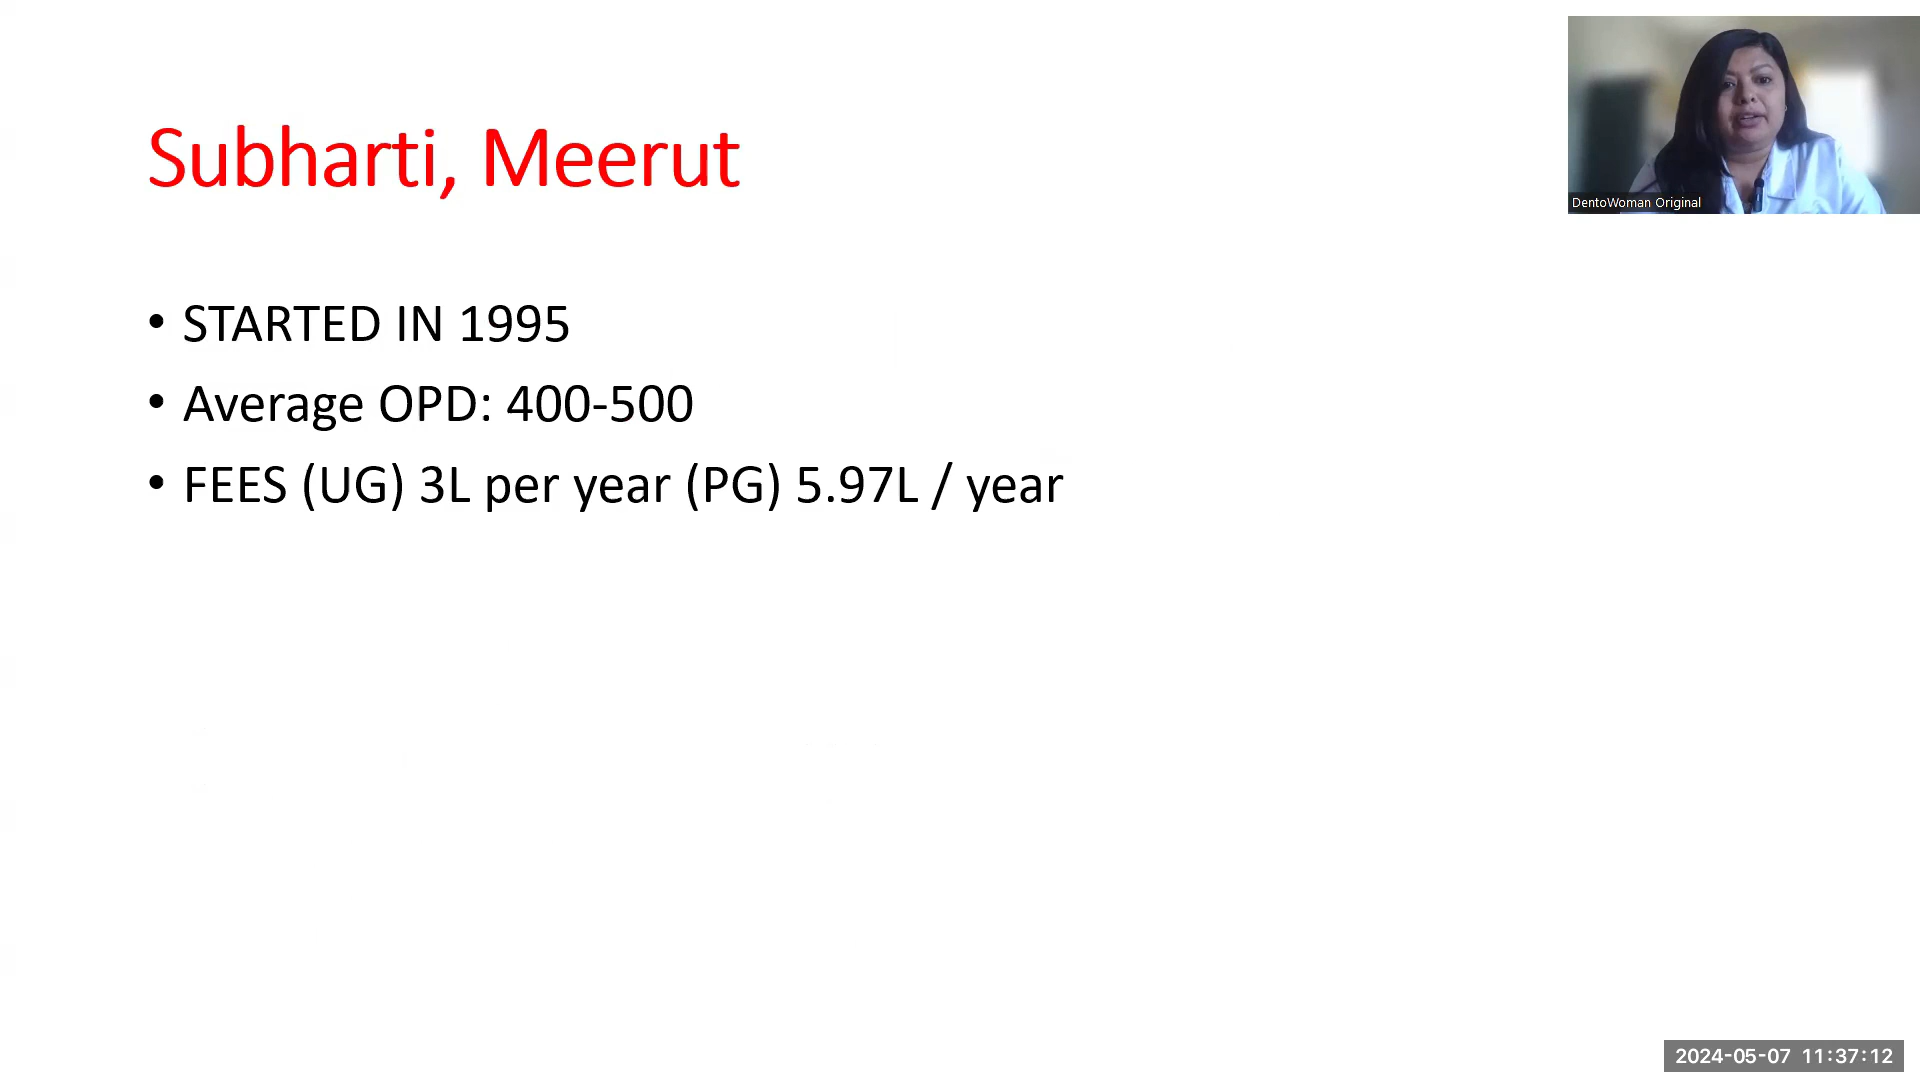 Subharti, Meerut
DentoWoman Original
• STARTED IN 1995
• Average OPD: 400-500
• FEES (UG) 3L per year (PG) 5.97L / year
2024-05-07 11:37:12